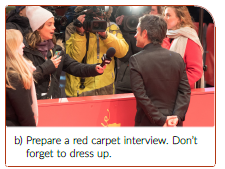 b) Prepare a red carpet interview. Don't
forget to dress up.